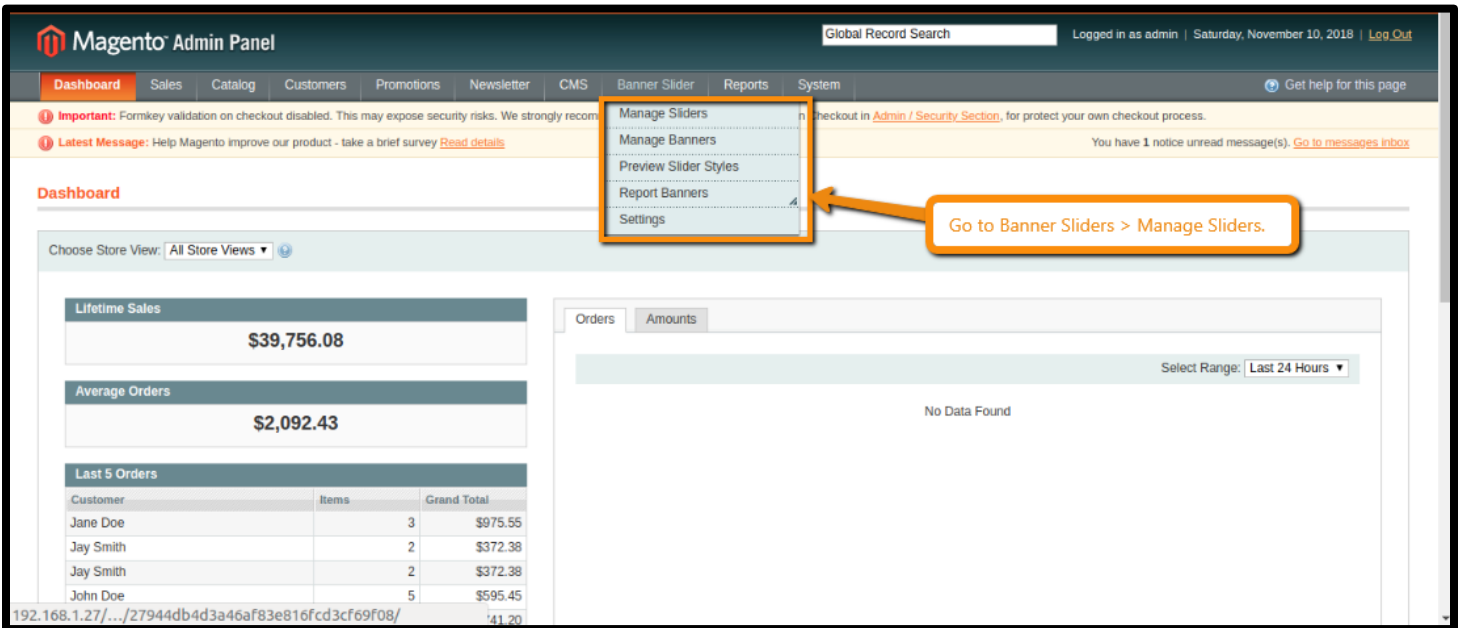 Magento Admin Panel
Global Record Search
Logged in as admin | Saturday, November 10, 2018 | Log Out
Dashboard Sales Catalog Customers Promotions Newsletter CMS Banner Slider Reports System
Get help for this page
Important: Formkey validation on checkout disabled. This may expose security risks. We strongly recom
Checkout in Admin / Security Section, for protect your own checkout process.
Latest Message: Help Magento improve our product - take a brief survey Read details
You have 1 notice unread message(s). Go to messages inbox
Manage Sliders
Manage Banners
Preview Slider Styles
Report Banners
Settings
Go to Banner Sliders > Manage Sliders.
Dashboard
Choose Store View: All Store Views
Lifetime Sales
$39,756.08
Average Orders
$2,092.43
Last 5 Orders
Customer Items Grand Total
Jane Doe 3 $975.55
Jay Smith 2 $372.38
Jay Smith 2 $372.38
John Doe 5 $595.45
741.20
Orders Amounts
Select Range: Last 24 Hours
No Data Found
192.168.1.27/.../27944db4d3a46af83e816fcd3cf69f08/